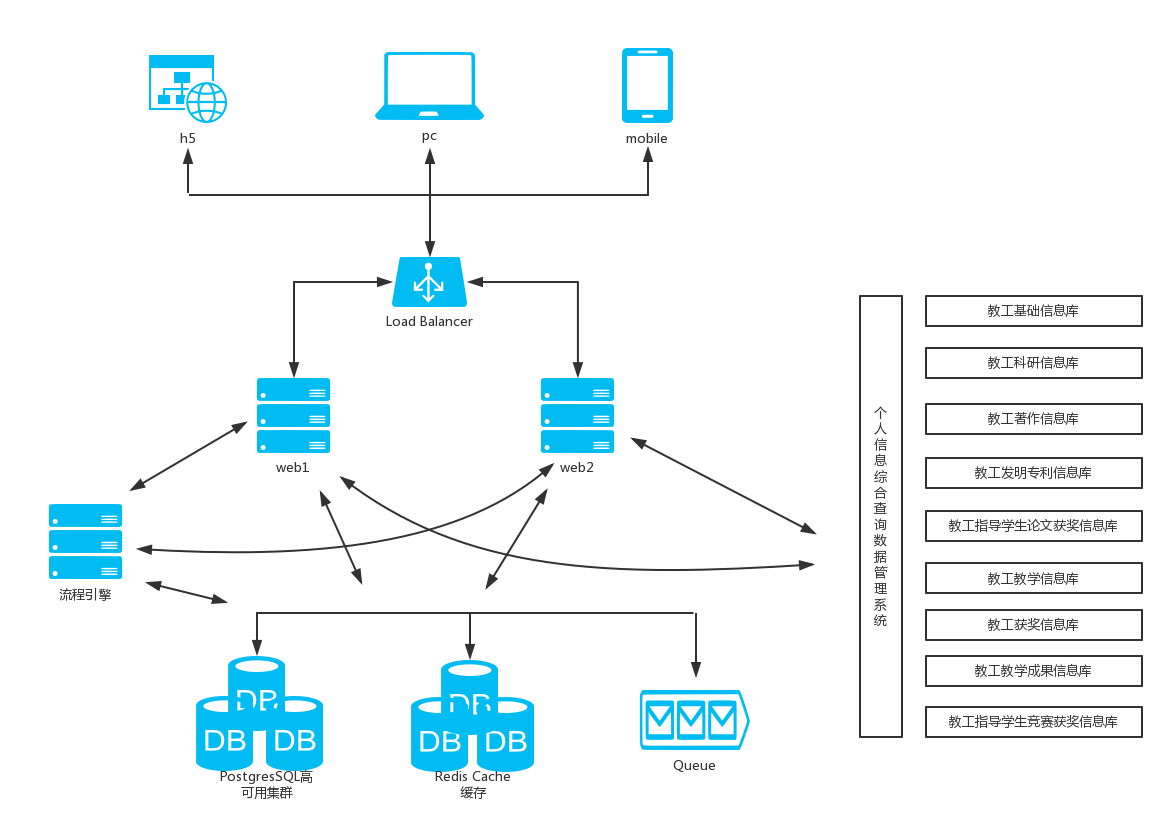 h5
pc
mobile
Load Balancer
web1
web2
流程引擎
DB
DB
DB
PostgresSQL高
可用集群
DB
DB
DB
Redis Cache
缓存
Queue
个人信息综合查询数据管理系统
教工基础信息库
教工科研信息库
教工著作信息库
教工发明专利信息库
教工指导学生论文获奖信息库
教工教学信息库
教工获奖信息库
教工教学成果信息库
教工指导学生竞赛获奖信息库